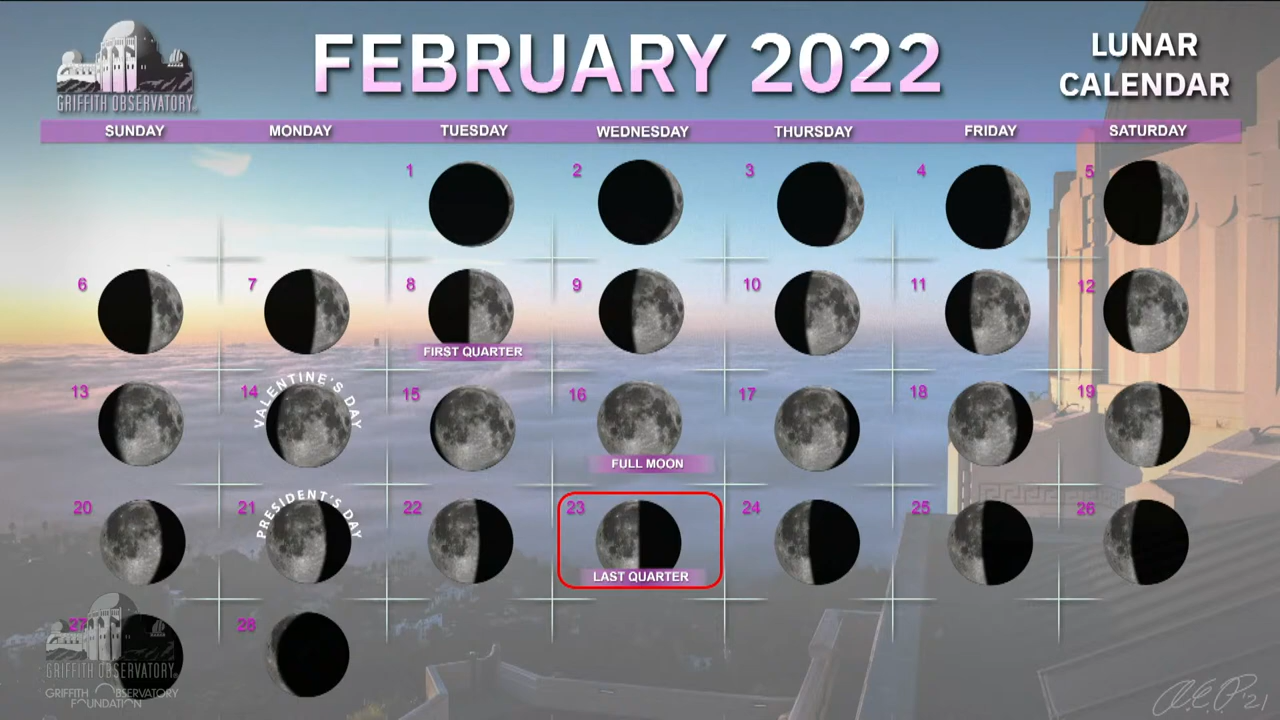 GRIFFITH OBSERVATORY
FEBRUARY 2022
LUNAR
CALENDAR
SUNDAY MONDAY TUESDAY WEDNESDAY THURSDAY FRIDAY SATURDAY
1 2 3 4 5
6 7 8 9 10 11 12
FIRST QUARTER
13 14 15 16 17 18 19
VALENTINE'S DAY
FULL MOON
20 21 22 23 24 25 26
PRESIDENT'S DAY
LAST QUARTER
27 28
GRIFFITH OBSERVATORY
GRIFFITH OBSERVATORY
FOUNDATION